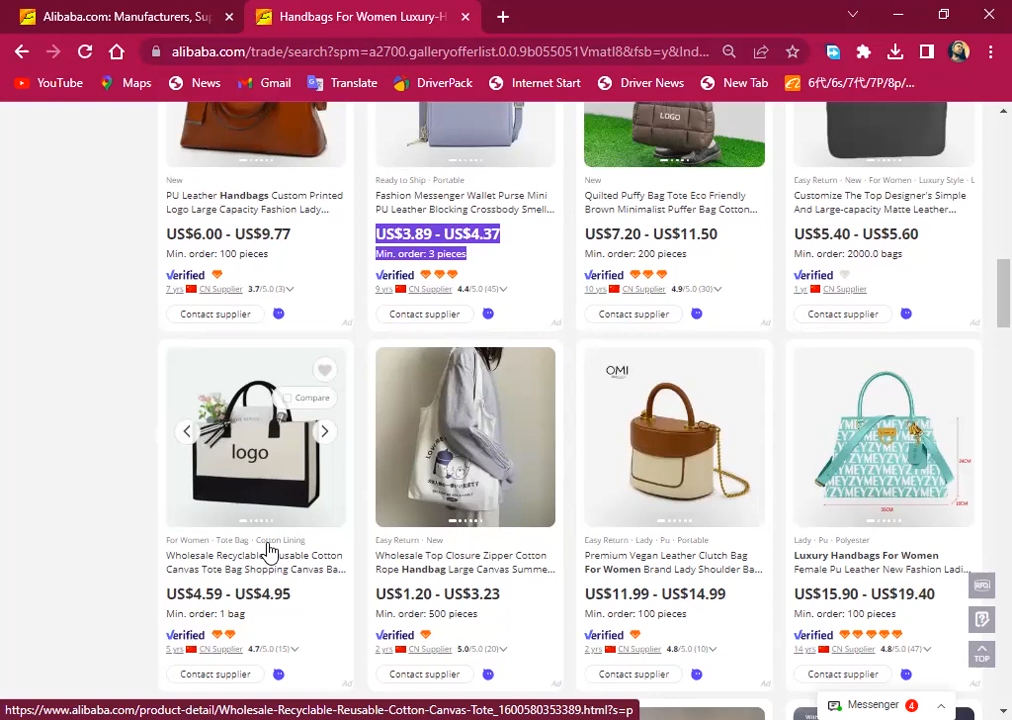 Alibaba.com: Manufacturers, Sup
Handbags For Women Luxury-H
alibaba.com/trade/search?spm=a2700.galleryofferlist.0.0.9b055051VmatI8&fsb=y&Ind...
YouTube
Maps
News
Gmail
Translate
DriverPack
Internet Start
Driver News
New Tab
6代/6s/7代/7P/8p/...
LOGO
New
PU Leather Handbags Custom Printed
Logo Large Capacity Fashion Lady...
US$6.00 - US$9.77
Min. order: 100 pieces
Verified
7 yrs CN Supplier 3.7/5.0 (3)
Contact supplier
Ad
Ready to Ship · Portable
Fashion Messenger Wallet Purse Mini
PU Leather Blocking Crossbody Smell...
US$3.89 - US$4.37
Min. order: 3 pieces
Verified
9 yrs CN Supplier 4.4/5.0 (45)
Contact supplier
Ad
New
Quilted Puffy Bag Tote Eco Friendly
Brown Minimalist Puffer Bag Cotton...
US$7.20 - US$11.50
Min. order: 200 pieces
Verified
10 yrs CN Supplier 4.9/5.0 (30)
Contact supplier
Ad
Easy Return · New · For Women · Luxury Style · L
Customize The Top Designer's Simple
And Large-capacity Matte Leather...
US$5.40 - US$5.60
Min. order: 2000.0 bags
Verified
1 yr CN Supplier
Contact supplier
Ad
Compare
logo
For Women · Tote Bag · Cotton Lining
Wholesale Recyclable Reusable Cotton
Canvas Tote Bag Shopping Canvas Ba...
US$4.59 - US$4.95
Min. order: 1 bag
Verified
5 yrs CN Supplier 4.7/5.0 (15)
Contact supplier
Ad
Easy Return · New
Wholesale Top Closure Zipper Cotton
Rope Handbag Large Canvas Summe...
US$1.20 - US$3.23
Min. order: 500 pieces
Verified
2 yrs CN Supplier 5.0/5.0 (20)
Contact supplier
Ad
OMI
Easy Return · Lady · Pu · Portable
Premium Vegan Leather Clutch Bag
For Women Brand Lady Shoulder Ba...
US$11.99 - US$14.99
Min. order: 100 pieces
Verified
2 yrs CN Supplier 4.8/5.0 (10)
Contact supplier
Ad
Lady · Pu · Polyester
Luxury Handbags For Women
Female Pu Leather New Fashion Ladi...
US$15.90 - US$19.40
Min. order: 100 pieces
Verified
14 yrs CN Supplier 4.8/5.0 (47)
Contact supplier
Ad
RFQ
TOP
Messenger 4
https://www.alibaba.com/product-detail/Wholesale-Recyclable-Reusable-Cotton-Canvas-Tote_1600580353389.html?s=p